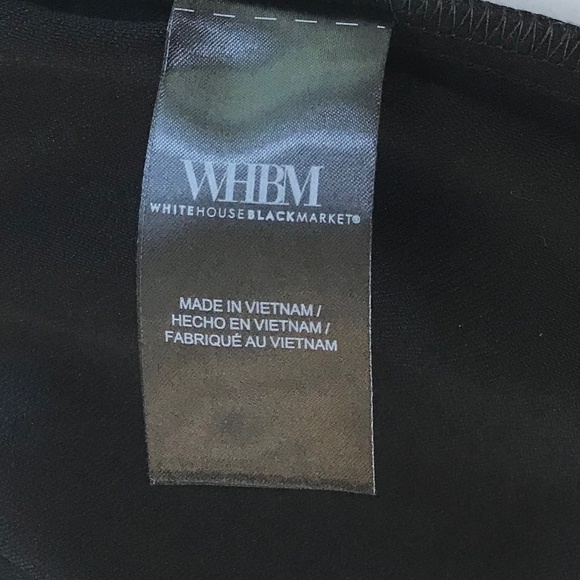 WHBM
WHITEHOUSEBLACKMARKET®
MADE IN VIETNAM /
HECHO EN VIETNAM /
FABRIQUÉ AU VIETNAM